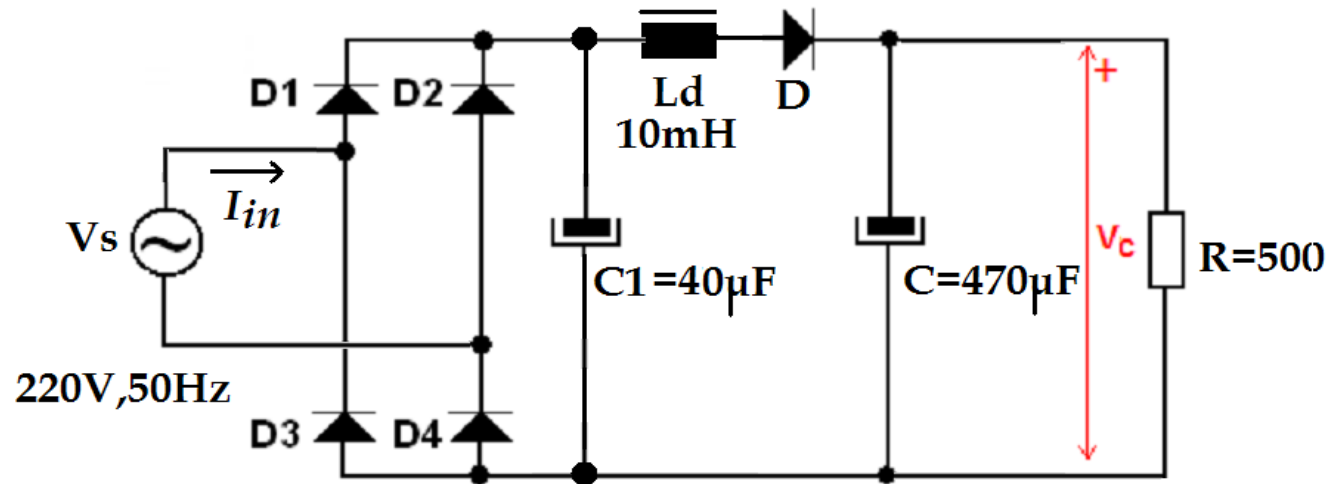 D1
D2
Ld
10mH
D
+
Iin
Vs
C1=40µF
C=470µF
Vc
R=500
220V,50Hz
D3
D4